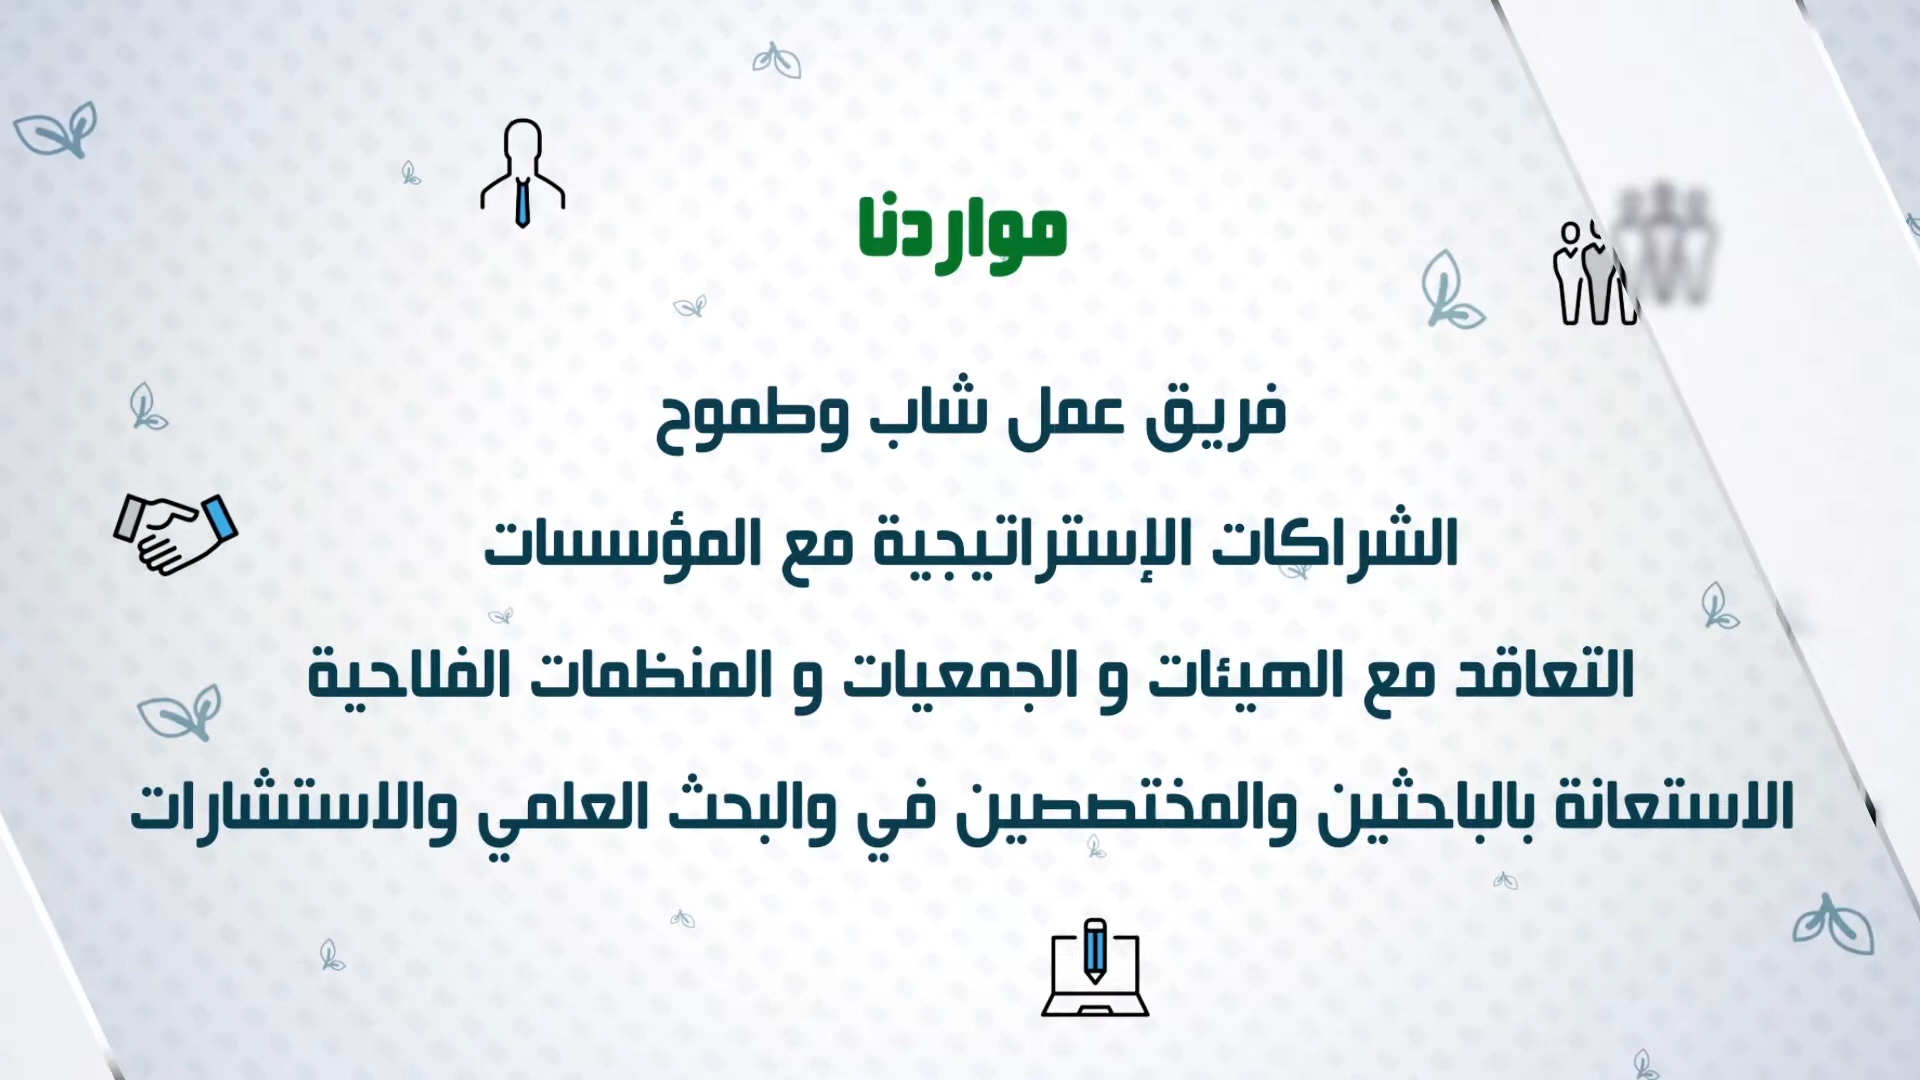 مواردنا
فريق عمل شاب وطموح
الشراكات الإستراتيجية مع المؤسسات
التعاقد مع الهيئات و الجمعيات و المنظمات الفلاحية
الاستعانة بالباحثين والمختصصين في والبحث العلمي والاستشارات